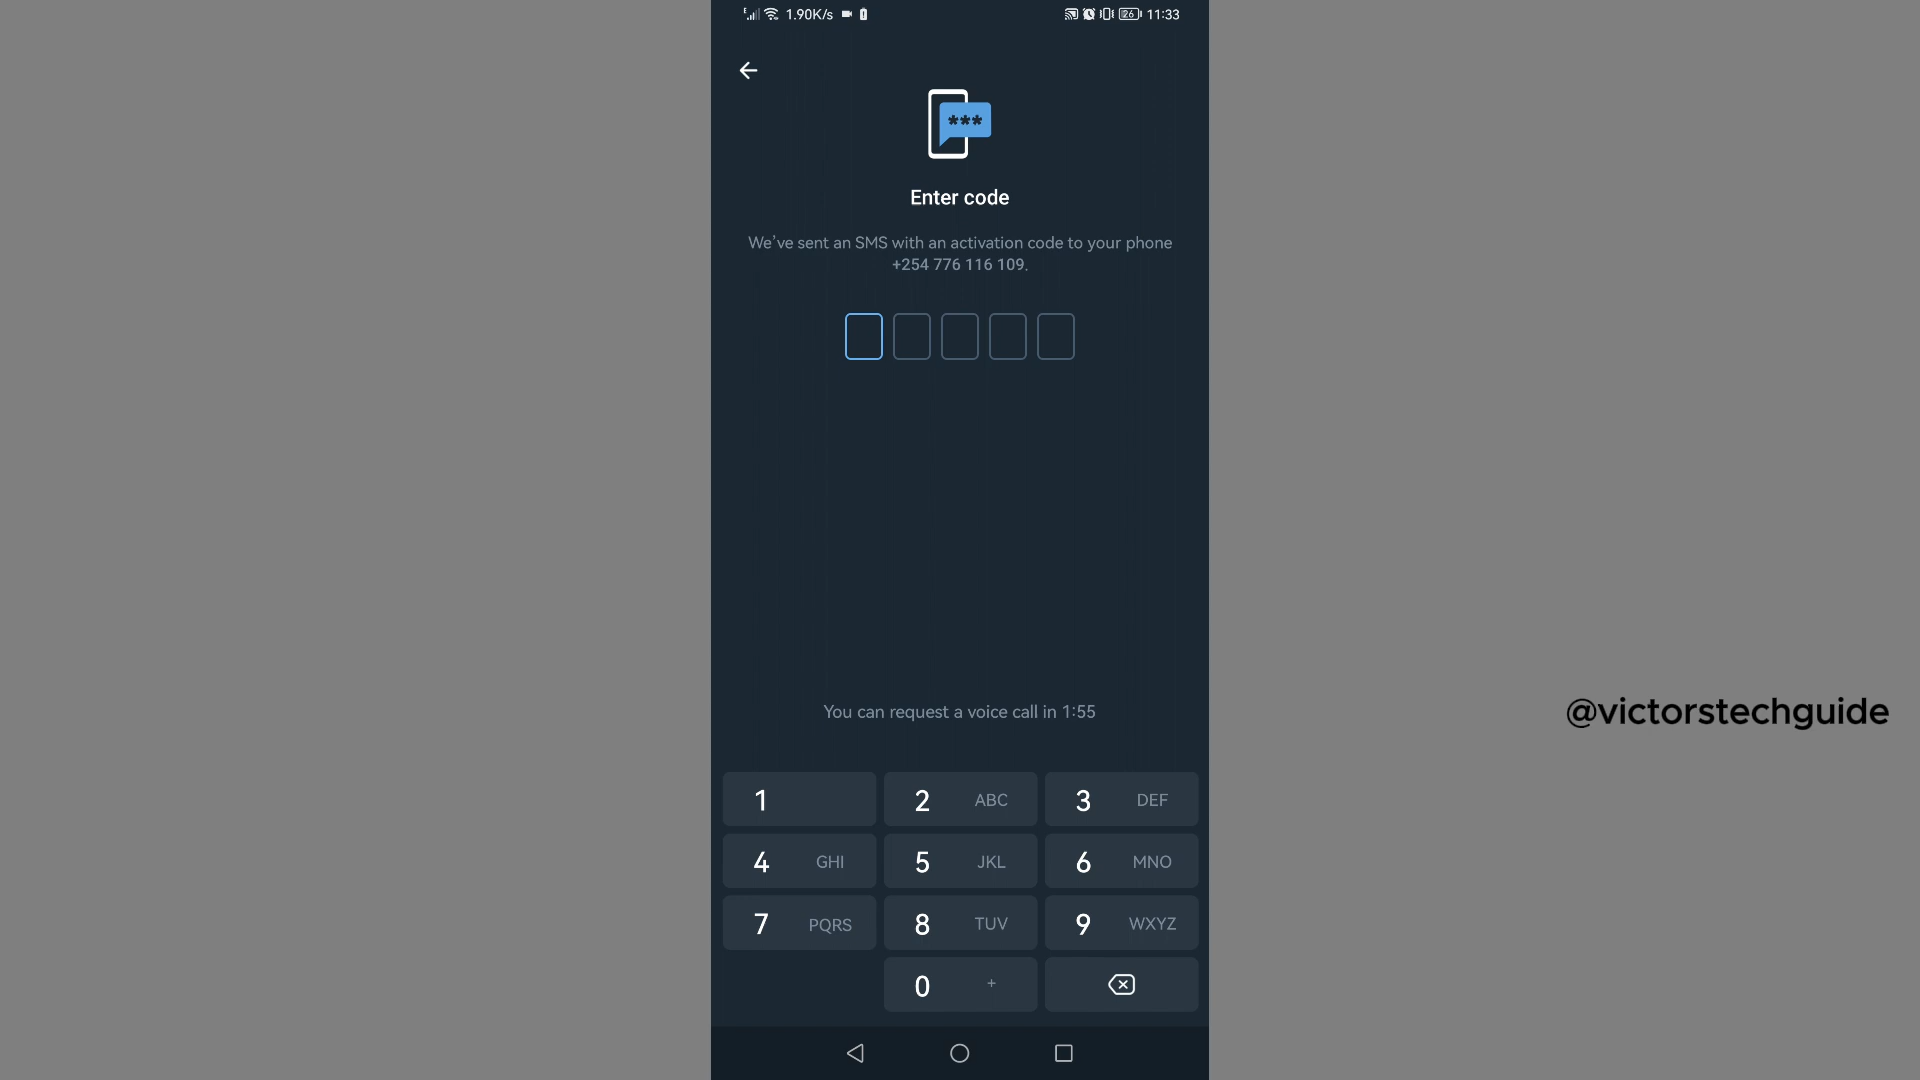 1.90K/s 26 11:33
***
Enter code
We've sent an SMS with an activation code to your phone
+254 776 116 109.
You can request a voice call in 1:55
@victorstechguide
1 2 ABC 3 DEF
4 GHI 5 JKL 6 MNO
7 PQRS 8 TUV 9 WXYZ
0 +